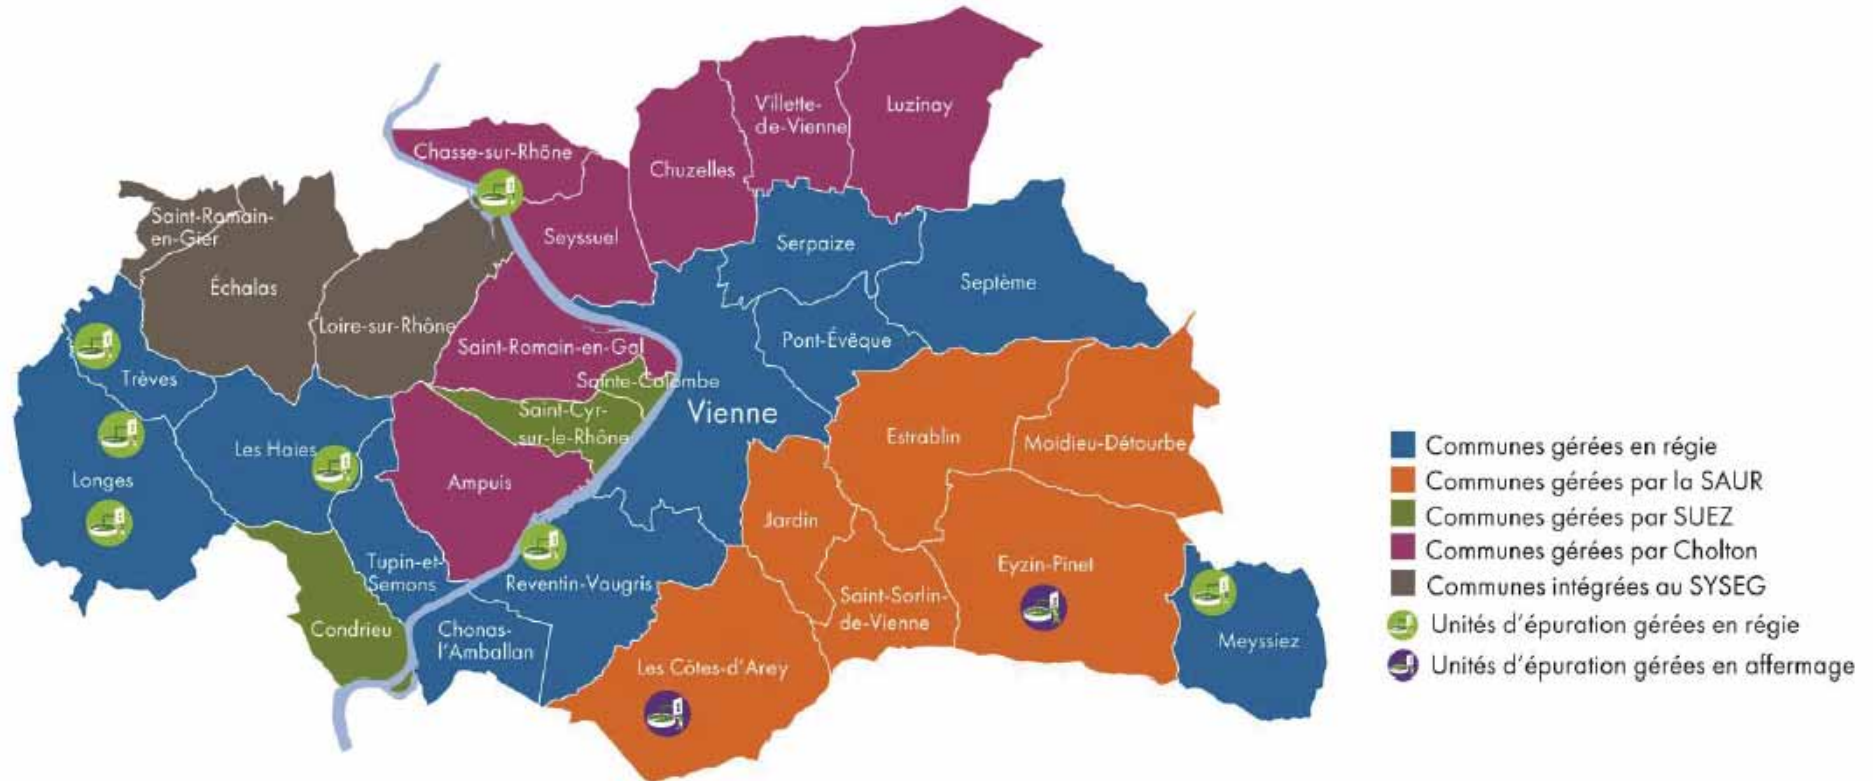 Villette-
de-Vienne
Luzinay
Chasse-sur-Rhône
Chuzelles
Saint-Romain-
en-Gier
Seyssuel
Serpaize
Échalas
Septème
Loire-sur-Rhône
Saint-Romain-en-Gal
Pont-Évêque
Trèves
Sainte-Colombe
Saint-Cyr-
sur-le-Rhône
Vienne
Estrablin
Moidieu-Détourbe
Les Haies
Longes
Ampuis
Jardin
Tupin-et-
Semons
Reventin-Vaugris
Eyzin-Pinet
Saint-Sorlin-
de-Vienne
Condrieu
Chonas-
l'Amballan
Les Côtes-d'Arey
Meyssiez
Communes gérées en régie
Communes gérées par la SAUR
Communes gérées par SUEZ
Communes gérées par Cholton
Communes intégrées au SYSEG
Unités d'épuration gérées en régie
Unités d'épuration gérées en affermage